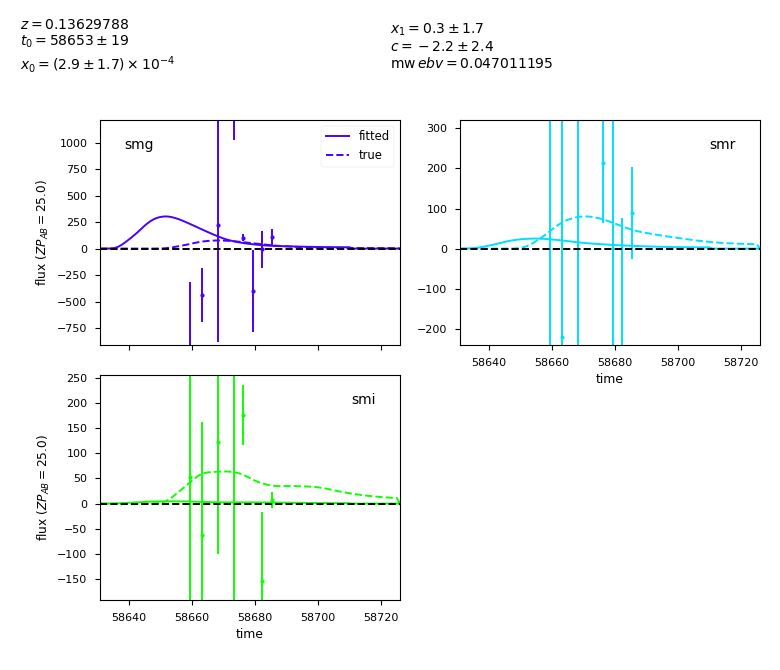 z = 0.13629788
t₀ = 58653 ± 19
x₀ = (2.9 ± 1.7) × 10⁻⁴
x₁ = 0.3 ± 1.7
c = −2.2 ± 2.4
mw ebv = 0.047011195
smg
fitted
true
1000
750
500
250
0
−250
−500
−750
flux (ZP_AB = 25.0)
smr
300
200
100
0
−100
−200
58640 58660 58680 58700 58720
time
smi
250
200
150
100
50
0
−50
−100
−150
flux (ZP_AB = 25.0)
58640 58660 58680 58700 58720
time